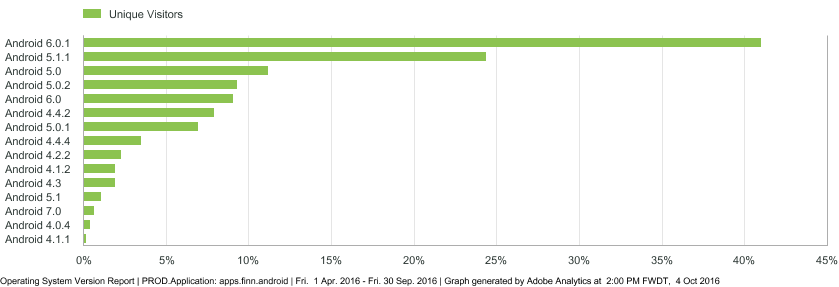 Unique Visitors
Android 6.0.1
Android 5.1.1
Android 5.0
Android 5.0.2
Android 6.0
Android 4.4.2
Android 5.0.1
Android 4.4.4
Android 4.2.2
Android 4.1.2
Android 4.3
Android 5.1
Android 7.0
Android 4.0.4
Android 4.1.1
0% 5% 10% 15% 20% 25% 30% 35% 40% 45%
Operating System Version Report | PROD.Application: apps.finn.android | Fri. 1 Apr. 2016 - Fri. 30 Sep. 2016 | Graph generated by Adobe Analytics at 2:00 PM FWDT, 4 Oct 2016